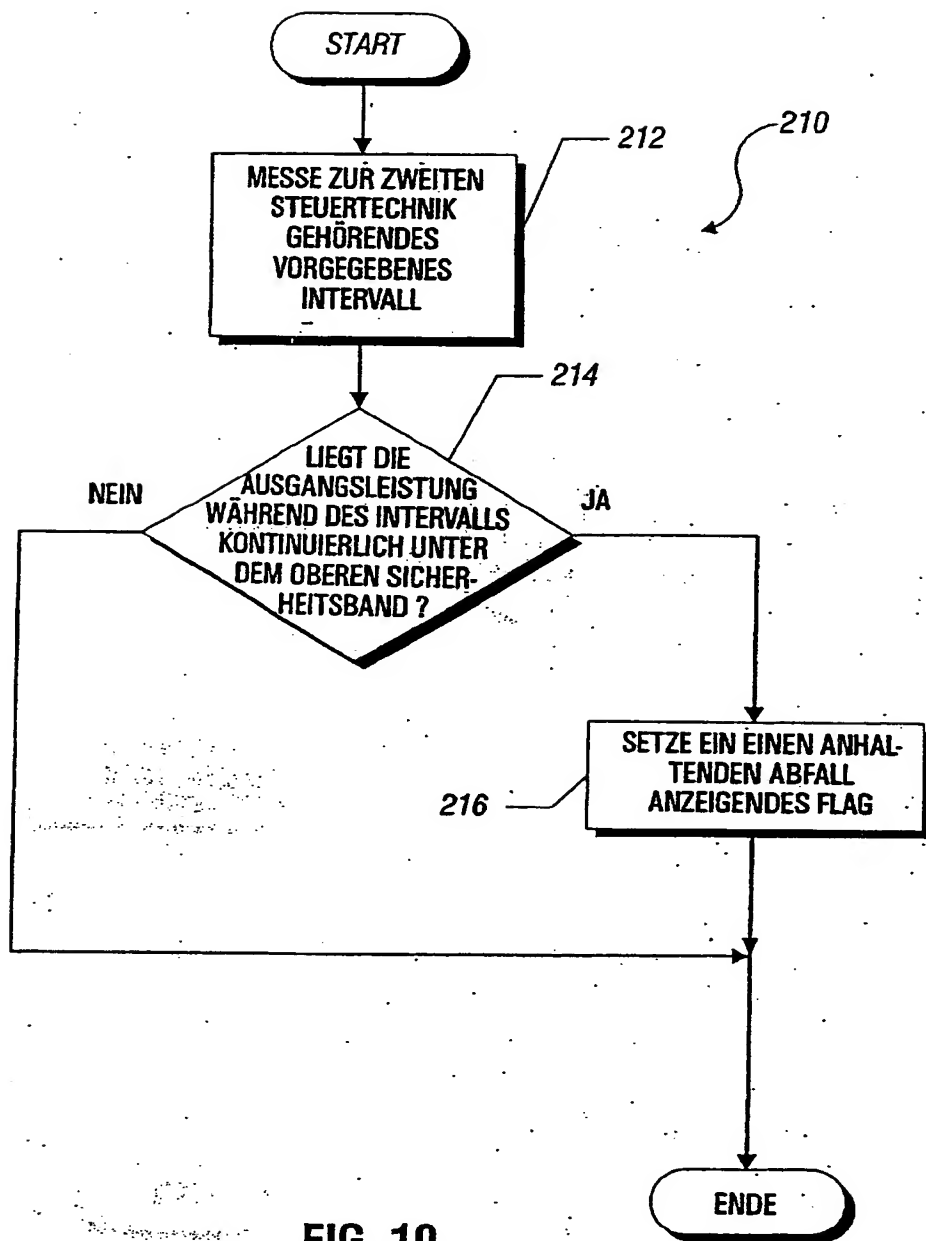 START
210
212
MESSE ZUR ZWEITEN
STEUERTECHNIK
GEHÖRENDES
VORGEGEBENES
INTERVALL
214
LIEGT DIE
AUSGANGSLEISTUNG
WÄHREND DES INTERVALLS
KONTINUIERLICH UNTER
DEM OBEREN SICHER-
HEITSBAND ?
NEIN
JA
SETZE EIN EINEN ANHAL-
TENDEN ABFALL
ANZEIGENDES FLAG
216
ENDE
FIG. 10